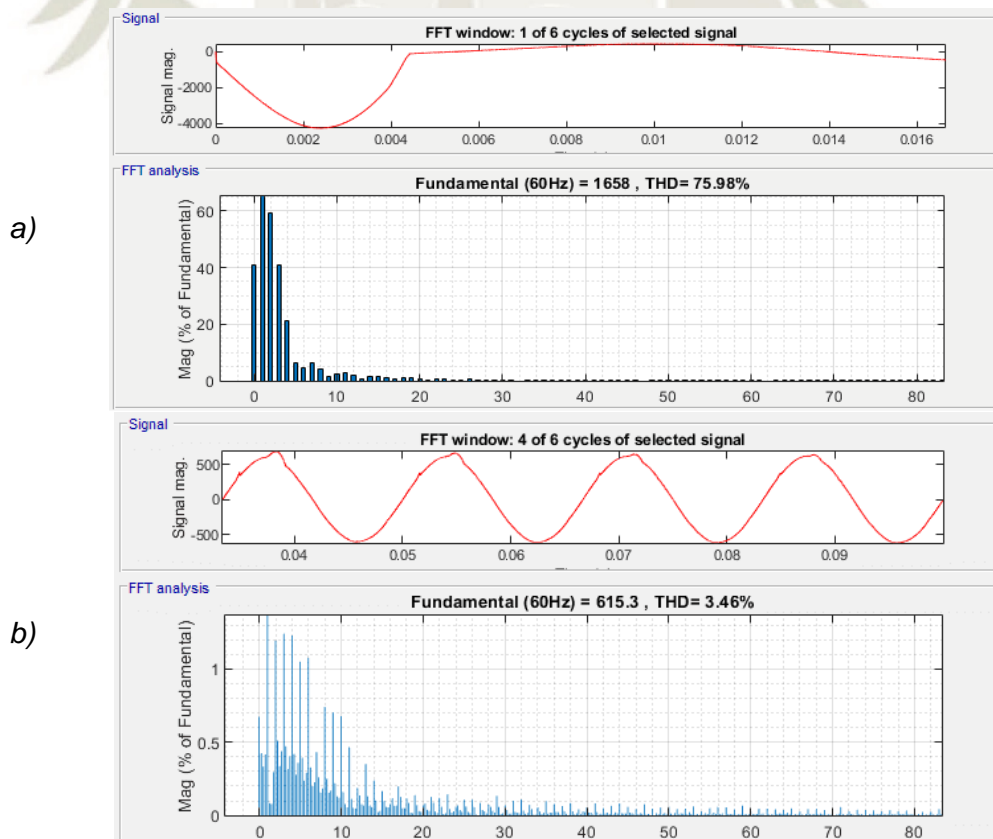 Signal
FFT window: 1 of 6 cycles of selected signal
Signal mag.
0
-2000
-4000
0 0.002 0.004 0.006 0.008 0.01 0.012 0.014 0.016
FFT analysis
Fundamental (60Hz) = 1658 , THD= 75.98%
a)
Mag (% of Fundamental)
60
40
20
0
0 10 20 30 40 50 60 70 80
Signal
FFT window: 4 of 6 cycles of selected signal
Signal mag.
500
0
-500
0.04 0.05 0.06 0.07 0.08 0.09
FFT analysis
Fundamental (60Hz) = 615.3 , THD= 3.46%
b)
Mag (% of Fundamental)
1
0.5
0
0 10 20 30 40 50 60 70 80